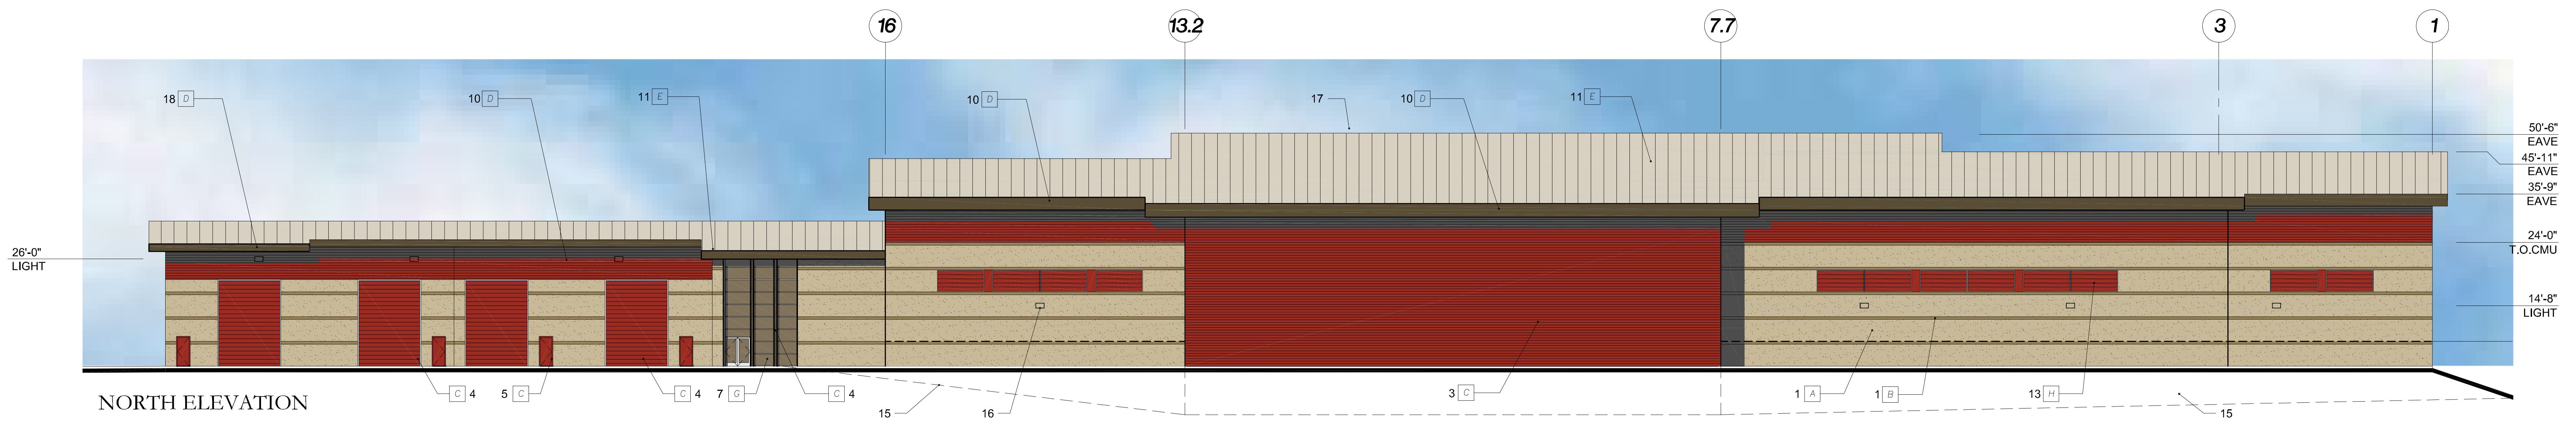 16
13.2
7.7
3
1
18 D
10 D
11 E
10 D
17
10 D
11 E
50'-6"
EAVE
45'-11"
EAVE
35'-9"
EAVE
24'-0"
T.O.CMU
14'-8"
LIGHT
26'-0"
LIGHT
C 4
5 C
C 4
7 G
C 4
15
16
3 C
1 A
1 B
13 H
15
NORTH ELEVATION